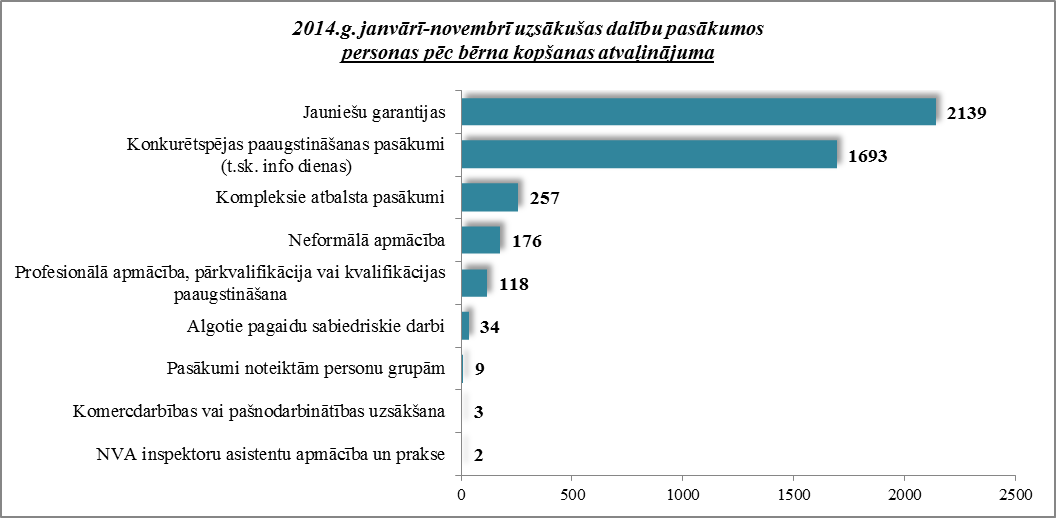 2014.g. janvārī-novembrī uzsākušas dalību pasākumos
personas pēc bērna kopšanas atvaļinājuma
Jauniešu garantijas
2139
Konkurētspējas paaugstināšanas pasākumi
(t.sk. info dienas)
1693
Kompleksie atbalsta pasākumi
257
Neformālā apmācība
176
Profesionālā apmācība, pārkvalifikācija vai kvalifikācijas
paaugstināšana
118
Algotie pagaidu sabiedriskie darbi
34
Pasākumi noteiktām personu grupām
9
Komercdarbības vai pašnodarbinātības uzsākšana
3
NVA inspektoru asistentu apmācība un prakse
2
0 500 1000 1500 2000 2500